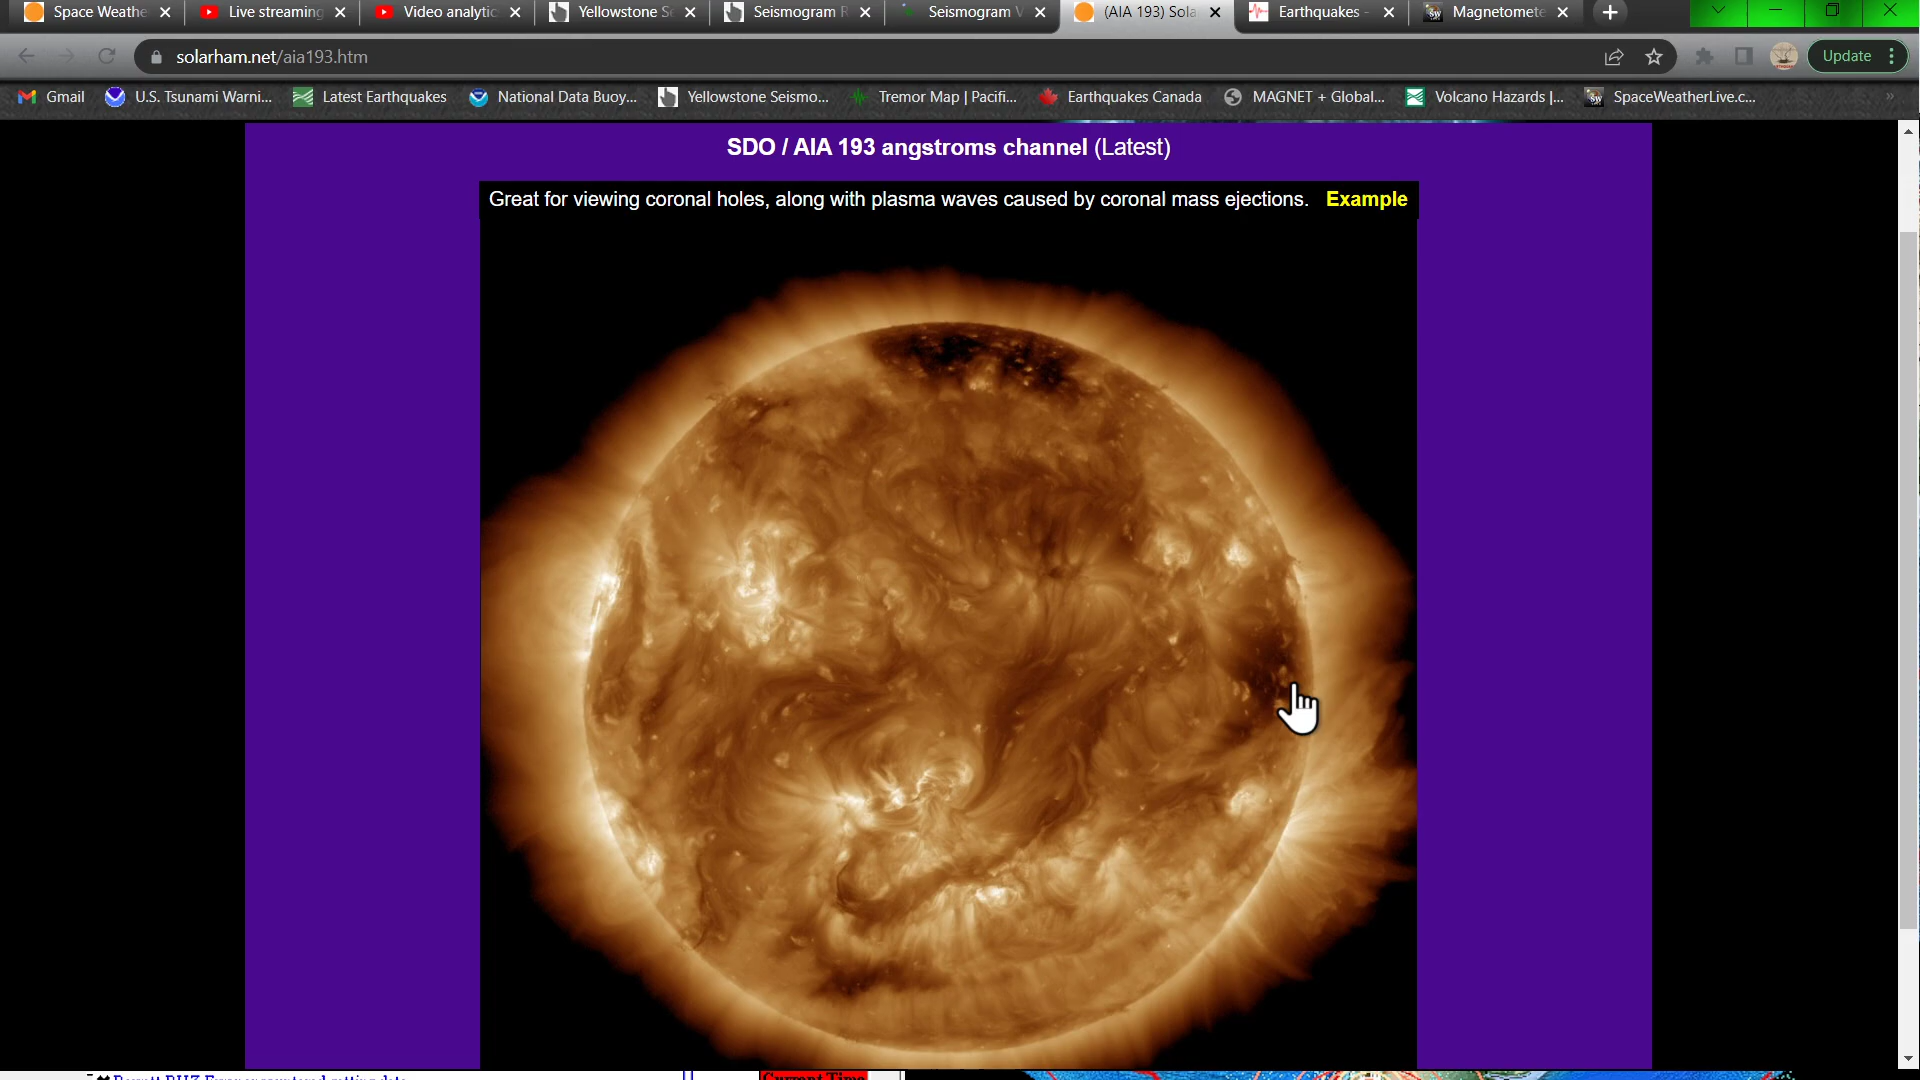 Space Weathe Live streaming Video analytic Yellowstone S Seismogram Seismogram (AIA 193) Sola Earthquakes - Magnetomete
solarham.net/aia193.htm Update
Gmail U.S. Tsunami Warni... Latest Earthquakes National Data Buoy... Yellowstone Seismo... Tremor Map | Pacifi... Earthquakes Canada MAGNET + Global... Volcano Hazards |... SpaceWeatherLive.c...
SDO / AIA 193 angstroms channel (Latest)
Great for viewing coronal holes, along with plasma waves caused by coronal mass ejections. Example
Current Time